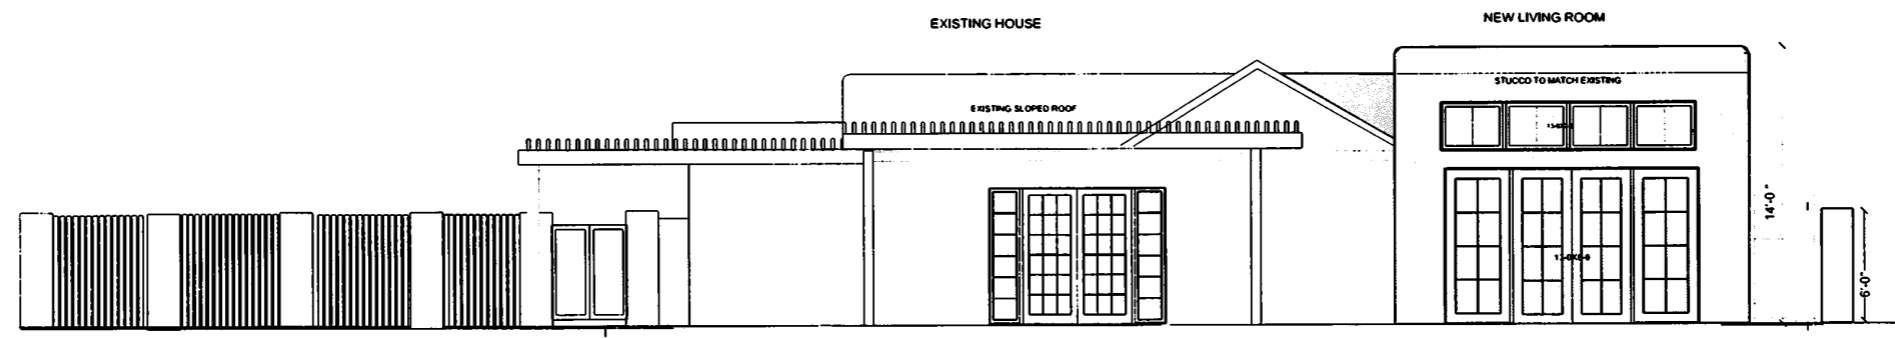 EXISTING HOUSE
NEW LIVING ROOM
STUCCO TO MATCH EXISTING
EXISTING SLOPED ROOF
14'-0"
6'-0"